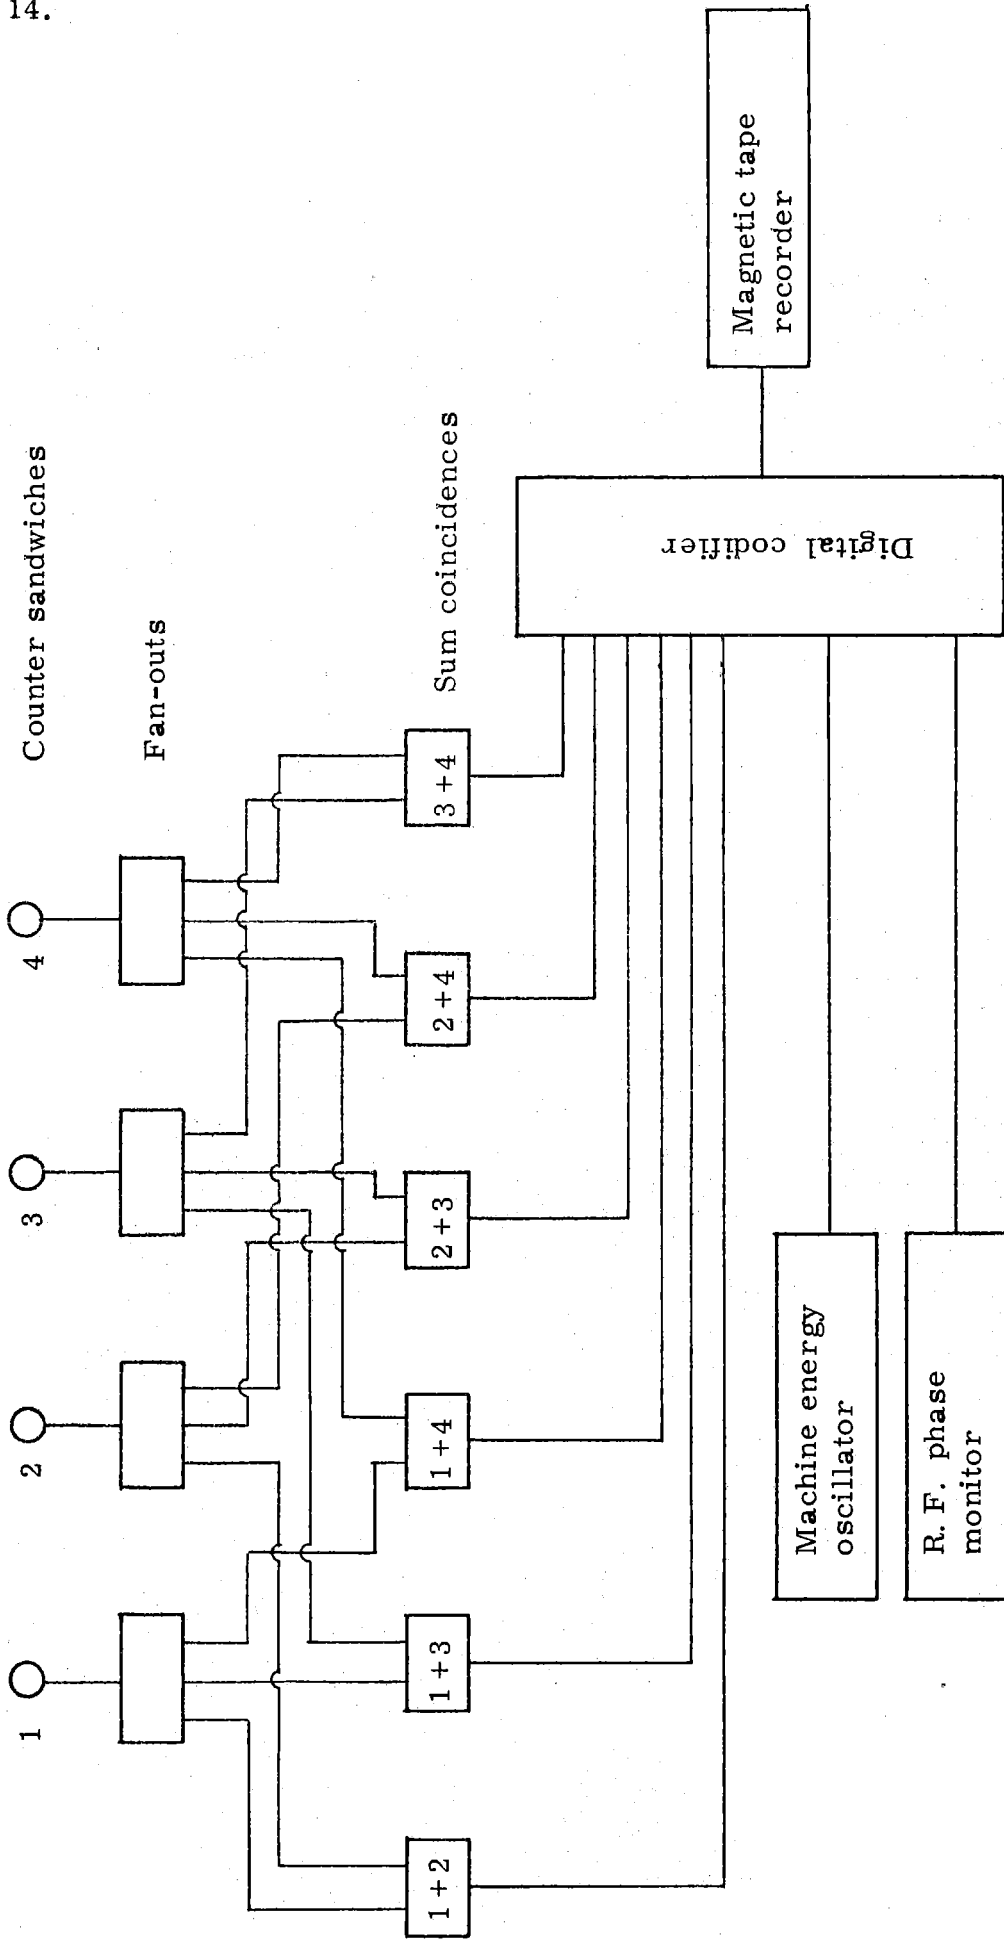 14.
Counter sandwiches
Fan-outs
Sum coincidences
1
2
3
4
1+2
1+3
1+4
2+3
2+4
3+4
Digital codifier
Magnetic tape
recorder
Machine energy
oscillator
R.F. phase
monitor